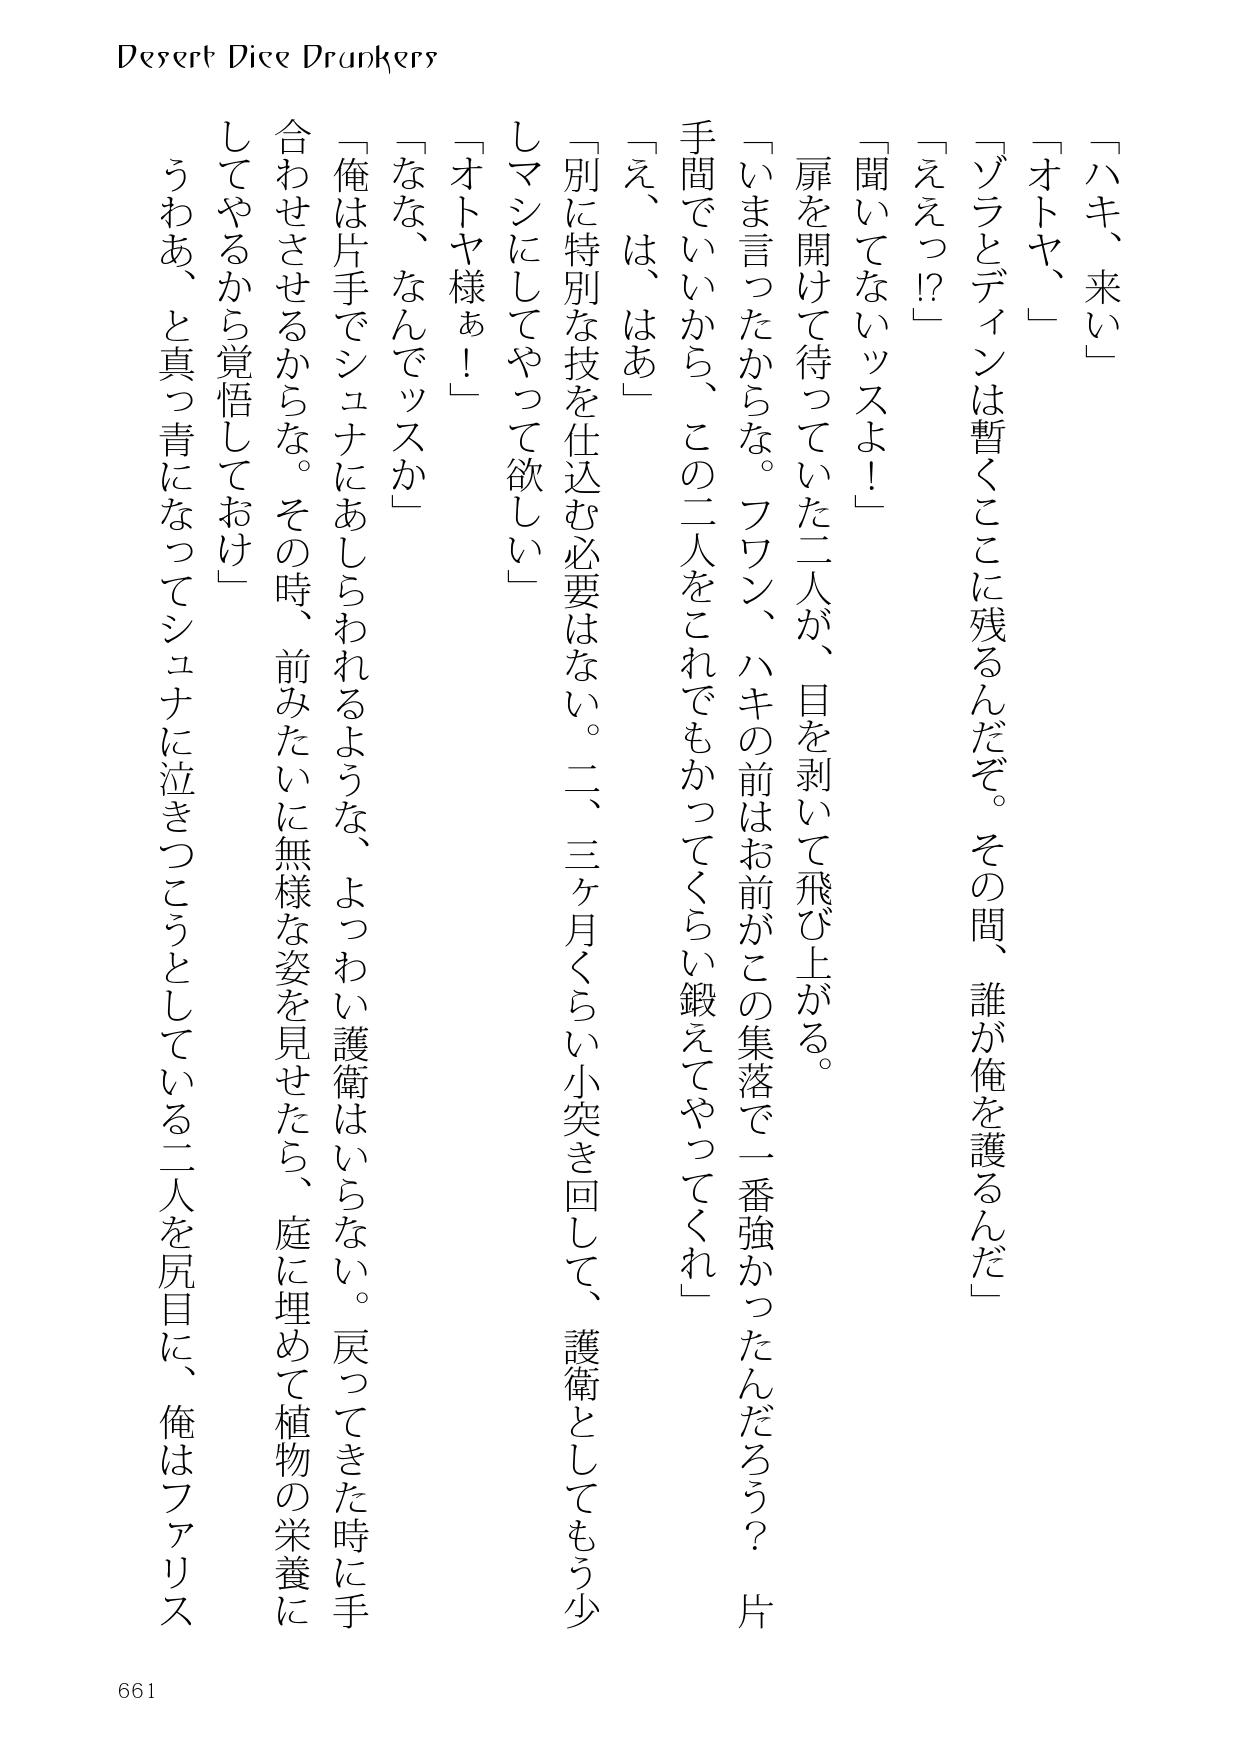 Desert Dice Drunkers
「ハキ、来い」
「オトヤ、」
「ゾラとディンは暫くここに残るんだぞ。その間、誰が俺を護るんだ」
「ええっ!?」
「聞いてないッスよ！」
　扉を開けて待っていた二人が、目を剥いて飛び上がる。
「いま言ったからな。フワン、ハキの前はお前がこの集落で一番強かったんだろう？　片
手間でいいから、この二人をこれでもかってくらい鍛えてやってくれ」
「え、は、はあ」
「別に特別な技を仕込む必要はない。二、三ヶ月くらい小突き回して、護衛としてもう少
しマシにしてやって欲しい」
「オトヤ様ぁ！」
「なな、なんでッスか」
「俺は片手でシュナにあしらわれるような、よっわい護衛はいらない。戻ってきた時に手
合わせさせるからな。その時、前みたいに無様な姿を見せたら、庭に埋めて植物の栄養に
してやるから覚悟しておけ」
　うわあ、と真っ青になってシュナに泣きつこうとしている二人を尻目に、俺はファリス
661